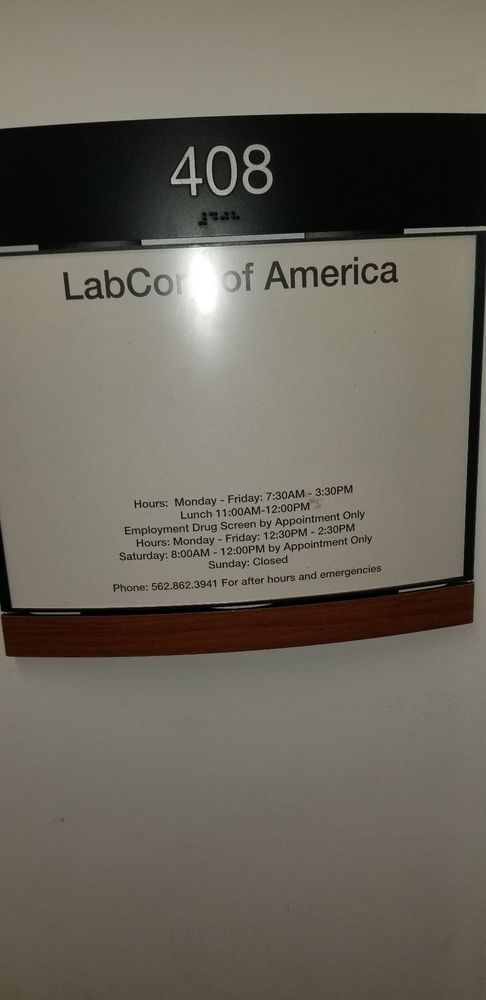 408
LabCorp of America
Hours: Monday - Friday: 7:30AM - 3:30PM
Lunch 11:00AM-12:00PM
Employment Drug Screen by Appointment Only
Hours: Monday - Friday: 12:30PM - 2:30PM
Saturday: 8:00AM - 12:00PM by Appointment Only
Sunday: Closed
Phone: 562.862.3941 For after hours and emergencies